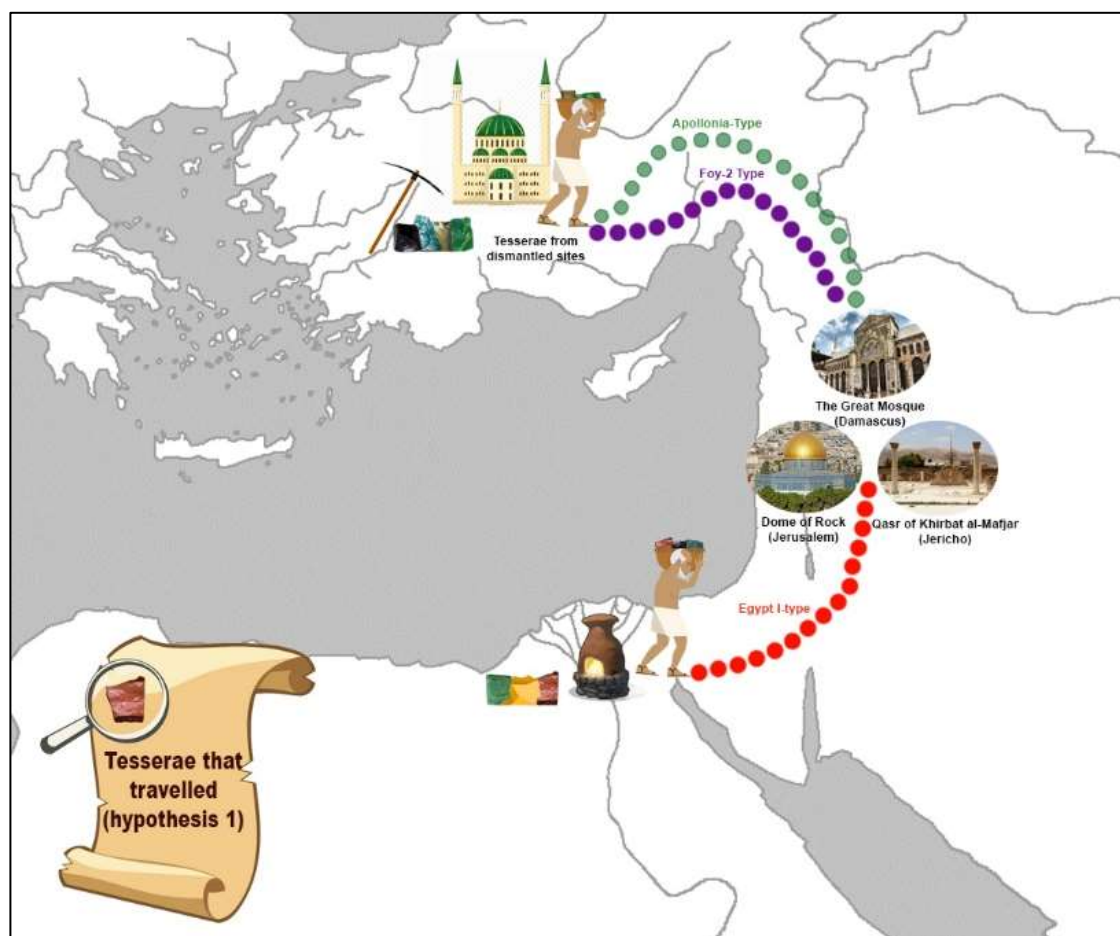 Apollonia-Type
Foy-2 Type
Tesserae from
dismantled sites
The Great Mosque
(Damascus)
Dome of Rock
(Jerusalem)
Qasr of Khirbat al-Mafjar
(Jericho)
Egypt I-type
Tesserae that
travelled
(hypothesis 1)